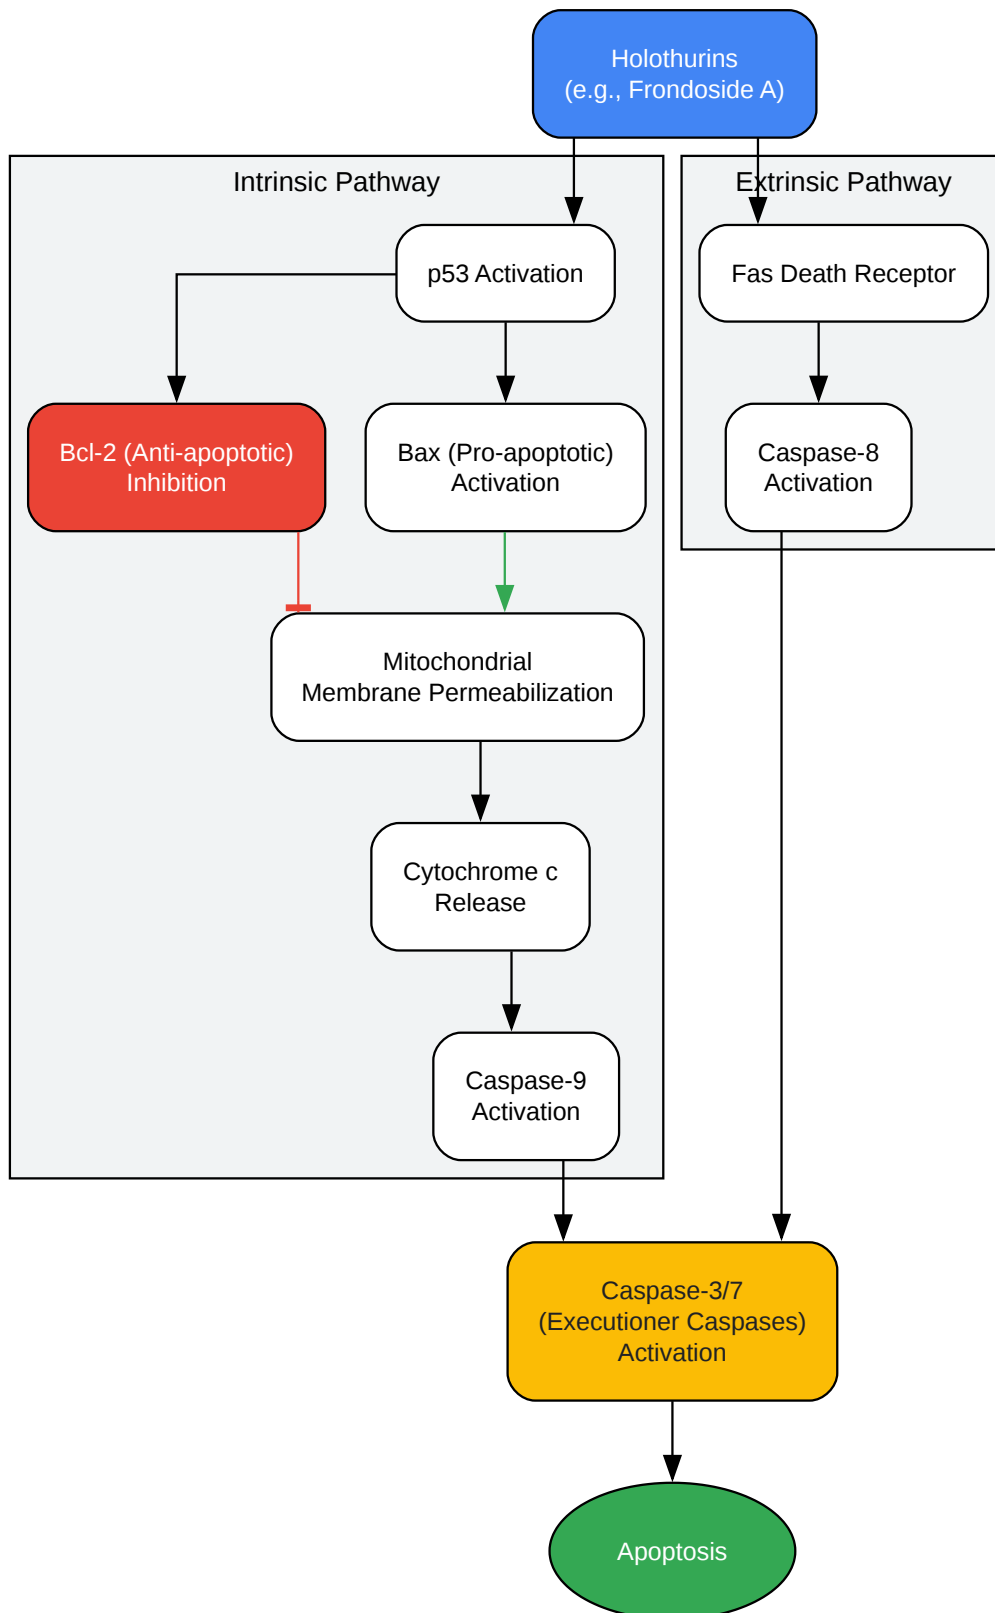 Holothurins
(e.g., Frondoside A)
Intrinsic Pathway
Extrinsic Pathway
p53 Activation
Fas Death Receptor
Bcl-2 (Anti-apoptotic)
Inhibition
Bax (Pro-apoptotic)
Activation
Caspase-8
Activation
Mitochondrial
Membrane Permeabilization
Cytochrome c
Release
Caspase-9
Activation
Caspase-3/7
(Executioner Caspases)
Activation
Apoptosis